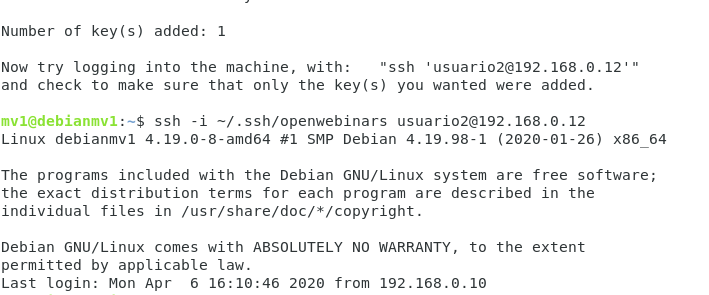 Number of key(s) added: 1
Now try logging into the machine, with:   "ssh 'usuario2@192.168.0.12'"
and check to make sure that only the key(s) you wanted were added.
mv1@debianmv1:~$ ssh -i ~/.ssh/openwebinars usuario2@192.168.0.12
Linux debianmv1 4.19.0-8-amd64 #1 SMP Debian 4.19.98-1 (2020-01-26) x86_64
The programs included with the Debian GNU/Linux system are free software;
the exact distribution terms for each program are described in the
individual files in /usr/share/doc/*/copyright.
Debian GNU/Linux comes with ABSOLUTELY NO WARRANTY, to the extent
permitted by applicable law.
Last login: Mon Apr  6 16:10:46 2020 from 192.168.0.10